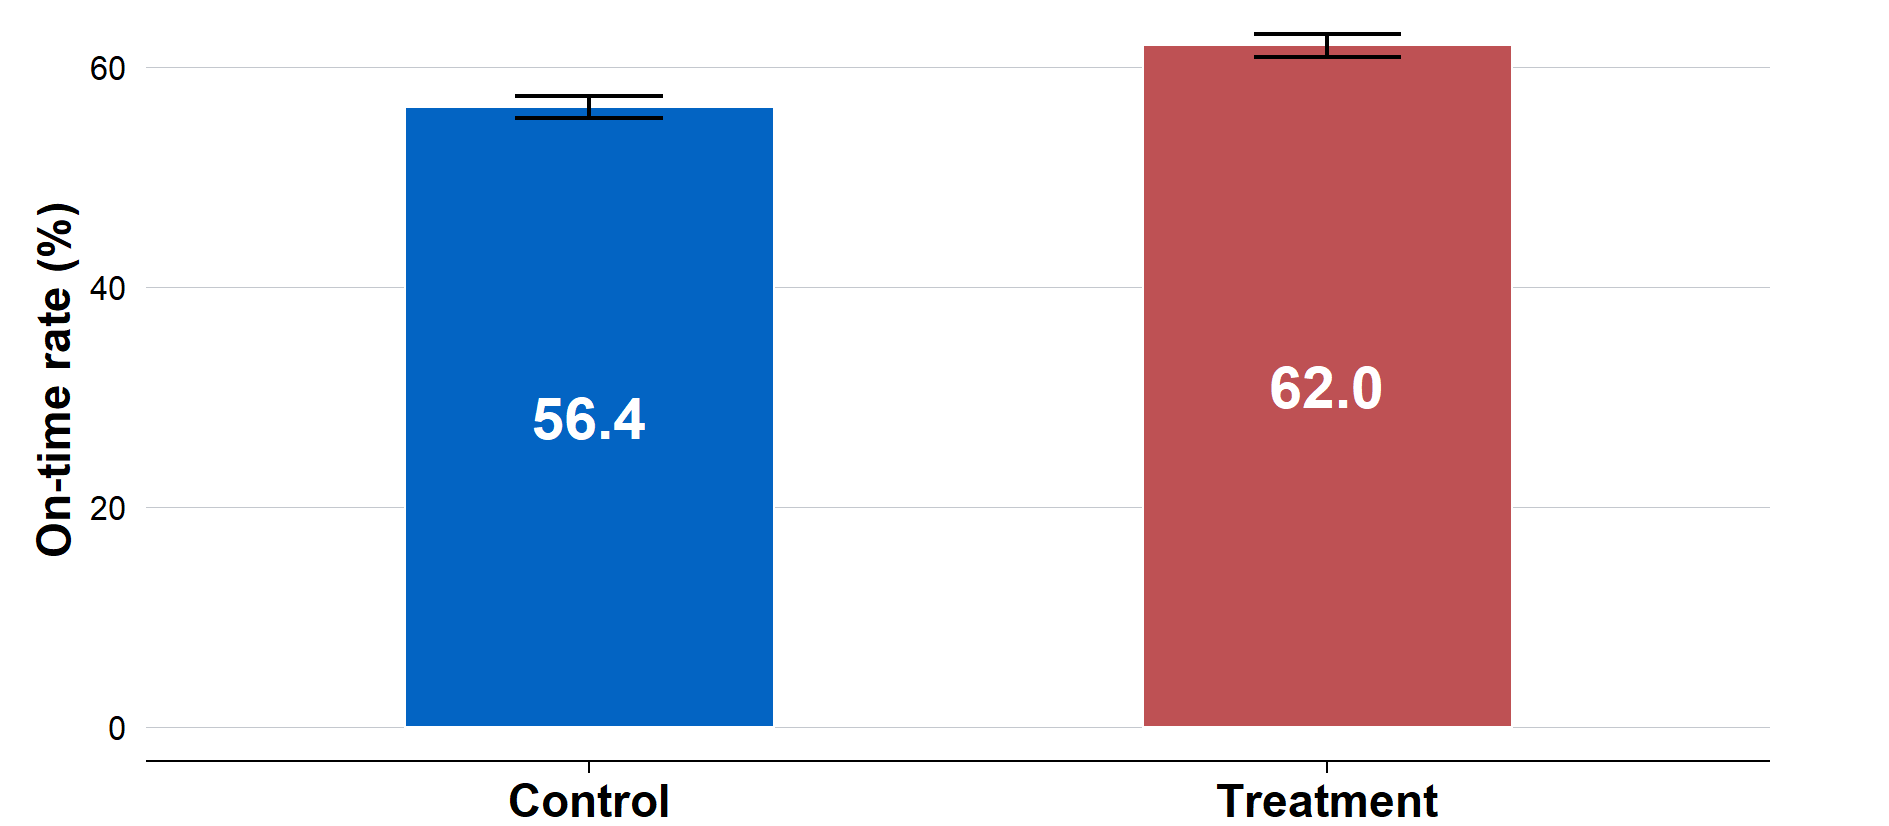 On-time rate (%)
60
40
20
0
56.4
62.0
Control
Treatment